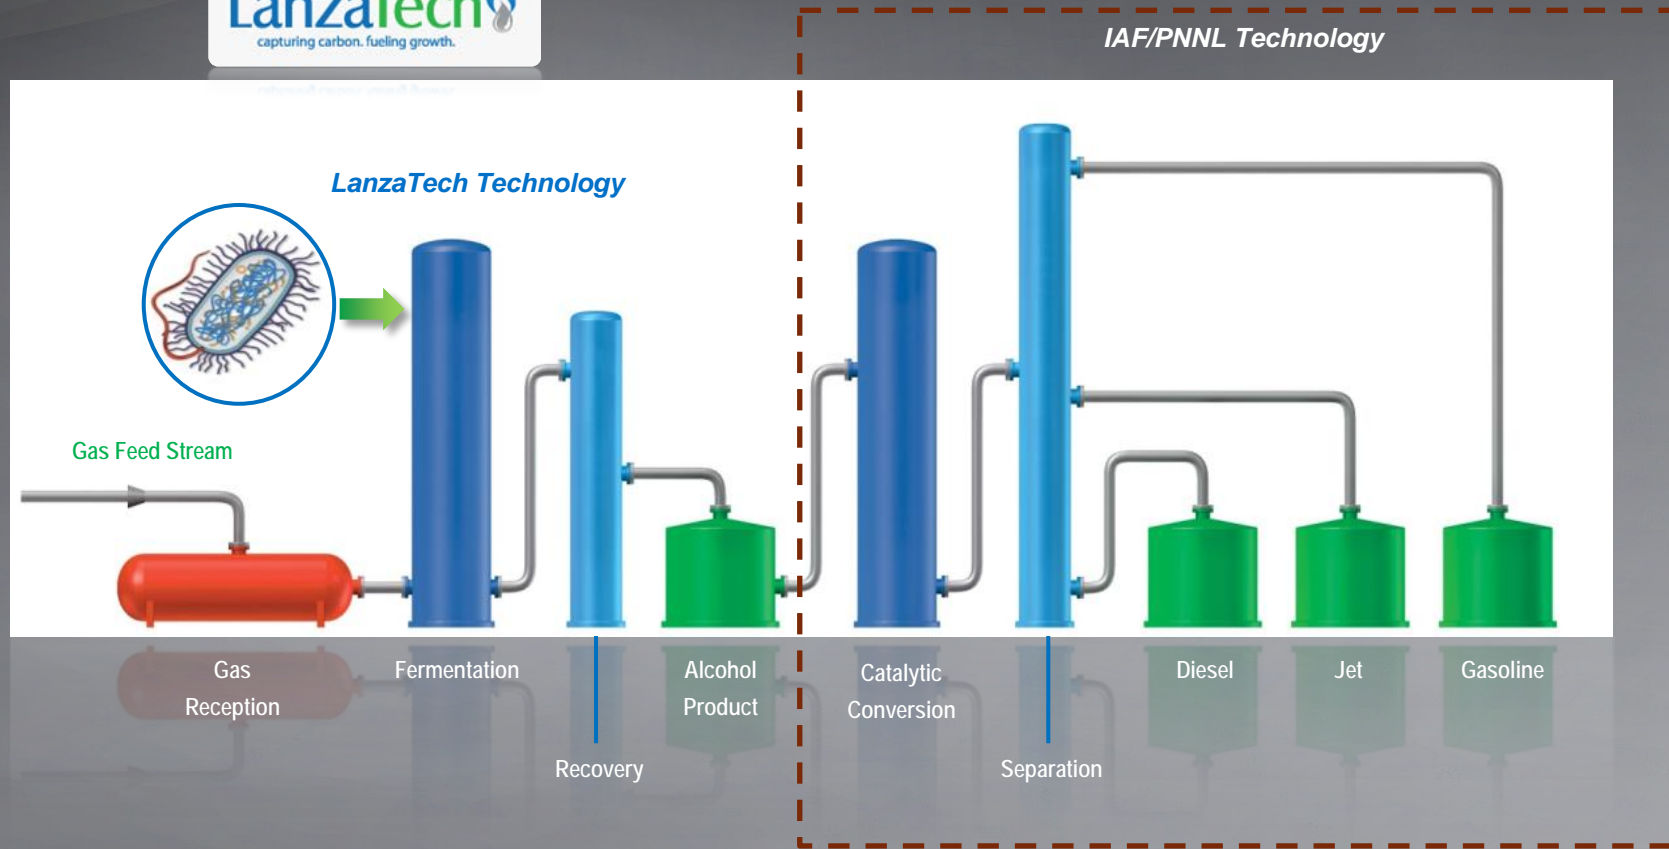 LanzaTech
capturing carbon. fueling growth.
IAF/PNNL Technology
LanzaTech Technology
Gas Feed Stream
Gas
Reception
Fermentation
Recovery
Alcohol
Product
Catalytic
Conversion
Separation
Diesel
Jet
Gasoline